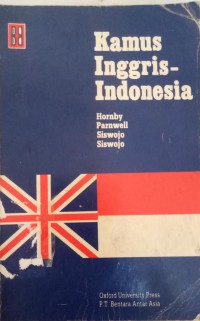 Kamus
Inggris-
Indonesia
Hornby
Parnwell
Siswojo
Siswojo
Oxford University Press
P.T. Bentara Antar Asia